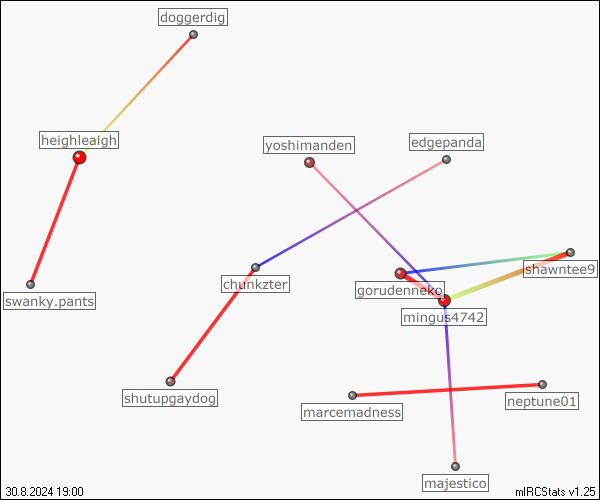 doggerdig
heighleaigh
yoshimanden
edgepanda
shawntee9
chunkzter
gorudenneko
swanky.pants
mingus4742
shutupgaydog
marcemadness
neptune01
majestico
30.8.2024 19:00
mIRCStats v1.25